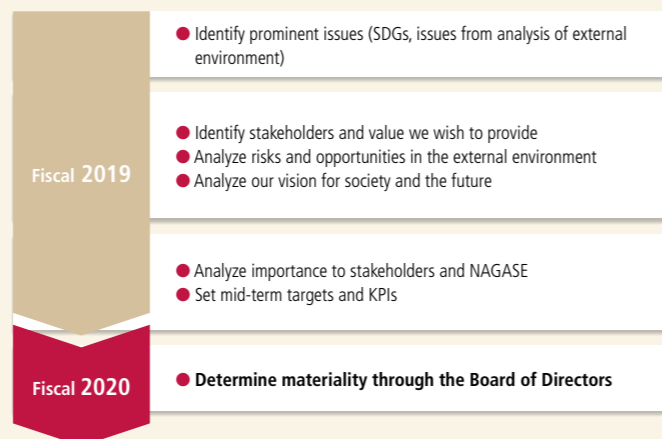 ● Identify prominent issues (SDGs, issues from analysis of external
environment)
Fiscal 2019
● Identify stakeholders and value we wish to provide
● Analyze risks and opportunities in the external environment
● Analyze our vision for society and the future
● Analyze importance to stakeholders and NAGASE
● Set mid-term targets and KPIs
Fiscal 2020
● Determine materiality through the Board of Directors